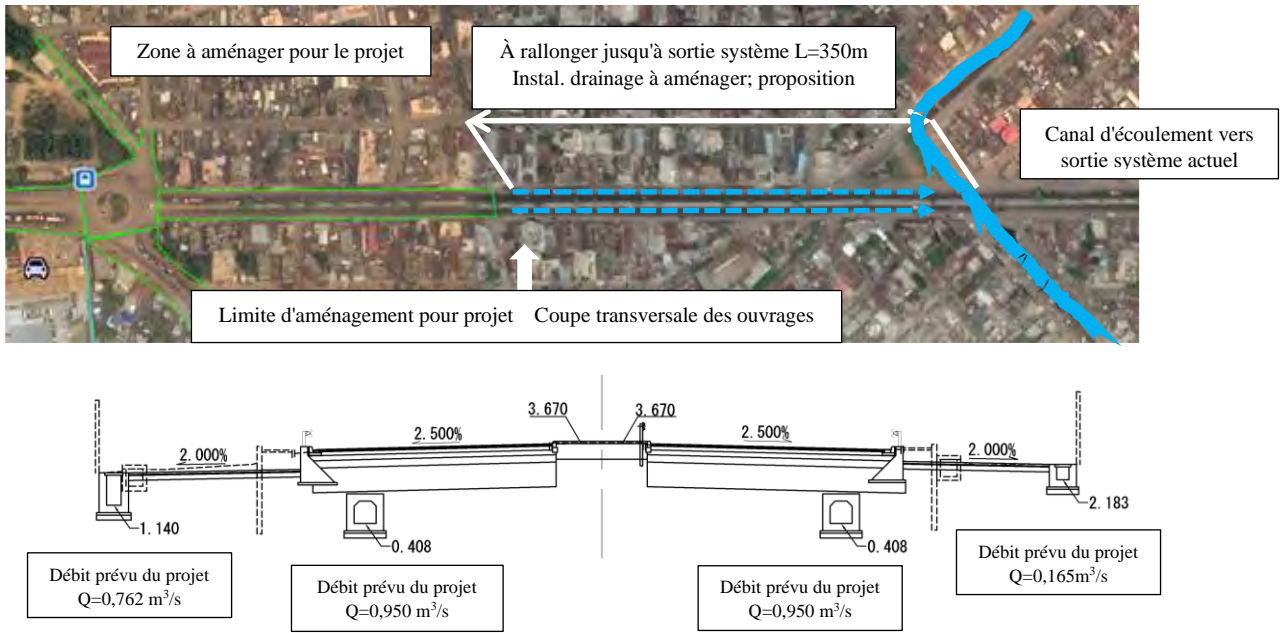 Zone à aménager pour le projet
À rallonger jusqu'à sortie système L=350m
Instal. drainage à aménager; proposition
Canal d'écoulement vers
sortie système actuel
Limite d'aménagement pour projet Coupe transversale des ouvrages
3.670 3.670
2.500% 2.500%
2.000% 2.000%
1.140
2.183
0.408 0.408
Débit prévu du projet
Q=0,762 m³/s
Débit prévu du projet
Q=0,950 m³/s
Débit prévu du projet
Q=0,950 m³/s
Débit prévu du projet
Q=0,165m³/s